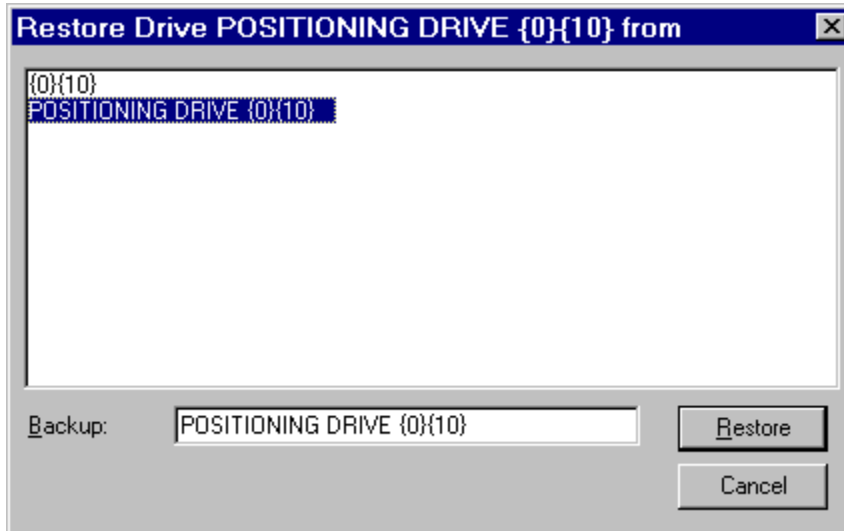 Restore Drive POSITIONING DRIVE {0}{10} from
{0}{10}
POSITIONING DRIVE {0}{10}
Backup: POSITIONING DRIVE {0}{10} Restore
Cancel